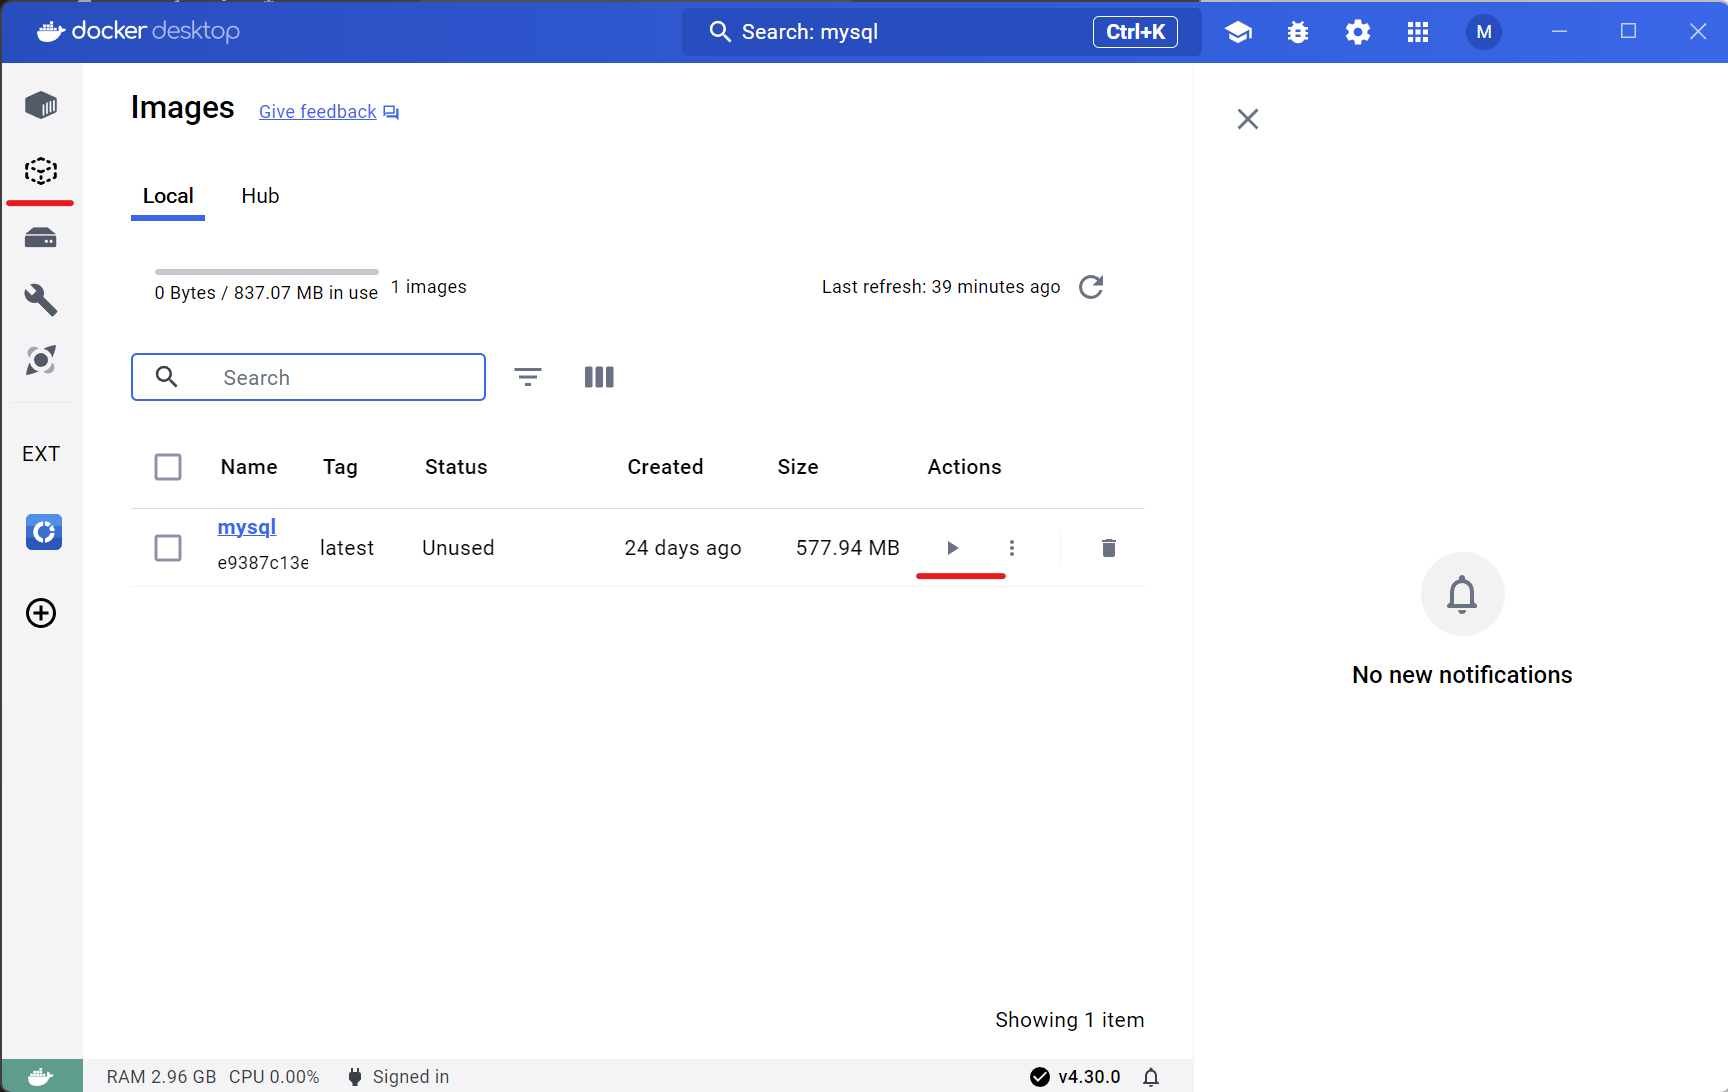 docker desktop
Search: mysql
Ctrl+K
M
Images
Give feedback
Local
Hub
0 Bytes / 837.07 MB in use
1 images
Last refresh: 39 minutes ago
Search
EXT
Name Tag Status Created Size Actions
mysql
e9387c13e
latest Unused 24 days ago 577.94 MB
No new notifications
Showing 1 item
RAM 2.96 GB CPU 0.00% Signed in
v4.30.0